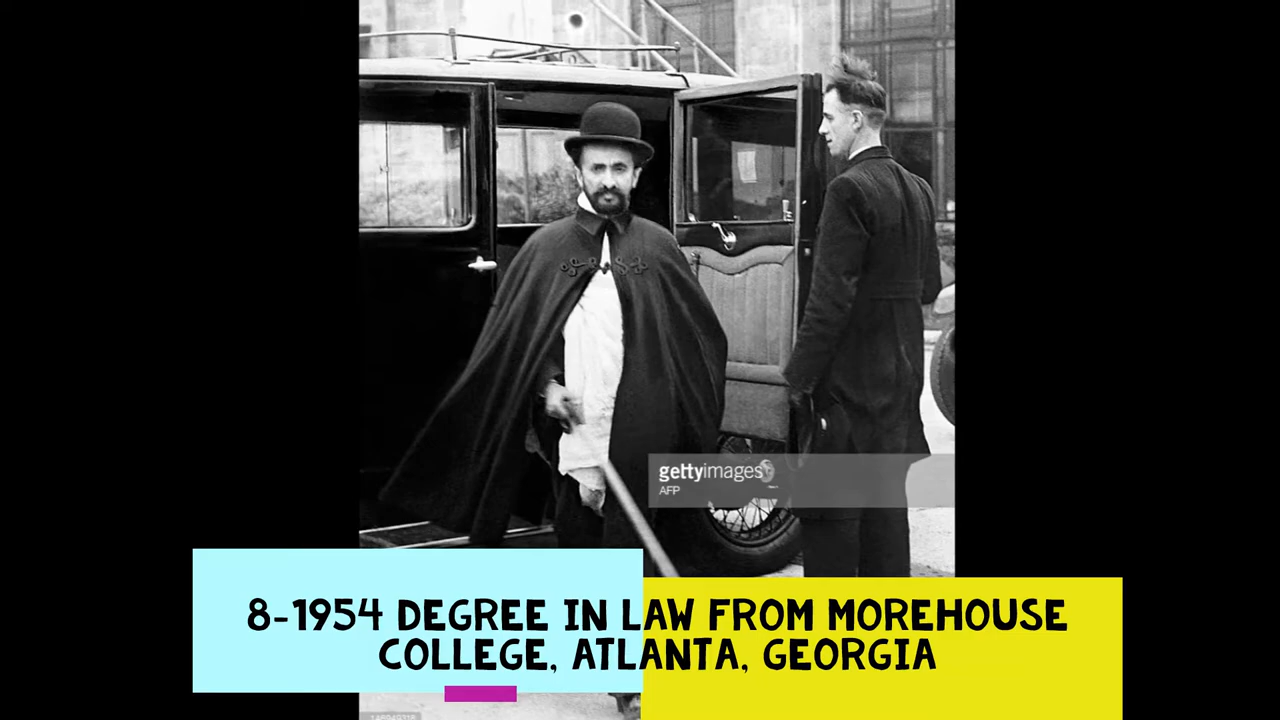 gettyimages
AFP
8-1954 DEGREE IN LAW FROM MOREHOUSE
COLLEGE, ATLANTA, GEORGIA